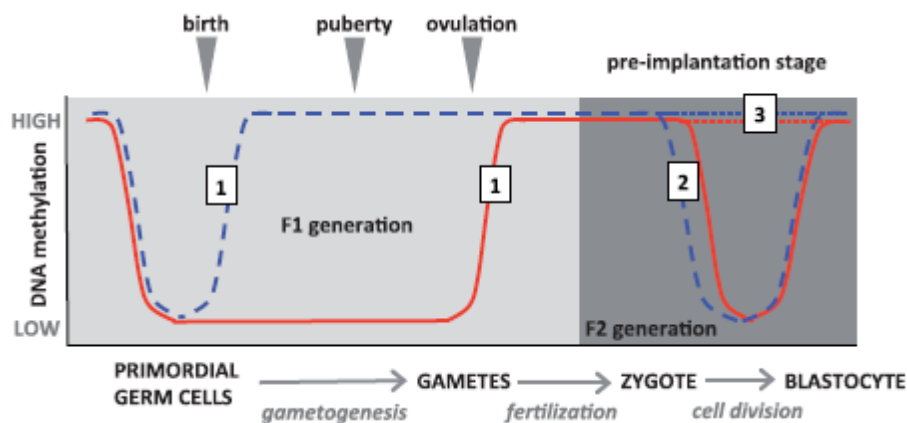 birth puberty ovulation
pre-implantation stage
HIGH
3
1 1 2
DNA methylation
F1 generation
LOW
F2 generation
PRIMORDIAL GERM CELLS
GAMETES
ZYGOTE
BLASTOCYTE
gametogenesis
fertilization
cell division